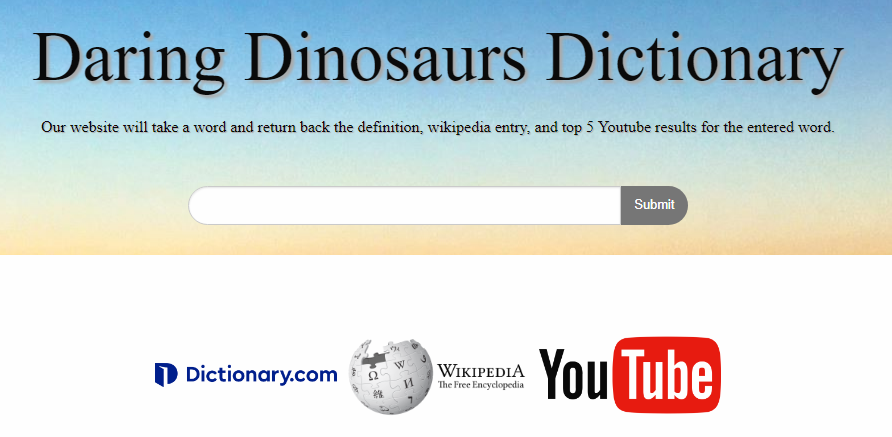 Daring Dinosaurs Dictionary
Our website will take a word and return back the definition, wikipedia entry, and top 5 Youtube results for the entered word.
Submit
Dictionary.com
WIKIPEDIA
The Free Encyclopedia
YouTube